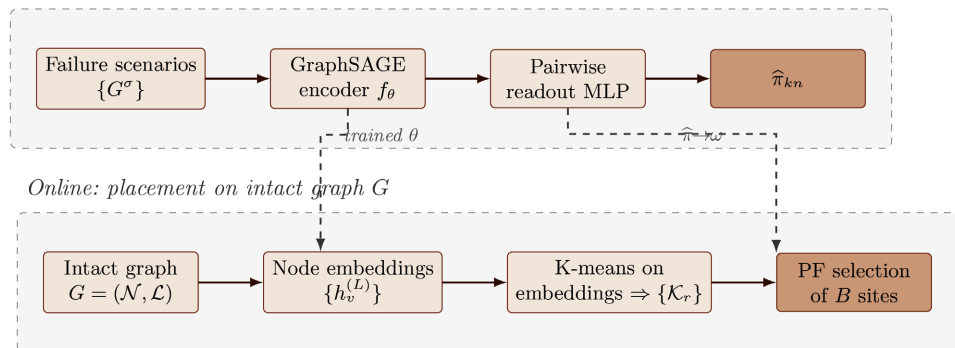 Failure scenarios
{G^σ}
GraphSAGE
encoder f_θ
Pairwise
readout MLP
π̂_{kn}
trained θ
π̂→ω
Online: placement on intact graph G
Intact graph
G = (𝒩, ℒ)
Node embeddings
{h_v^{(L)}}
K-means on
embeddings ⇒ {𝒦_r}
PF selection
of B sites